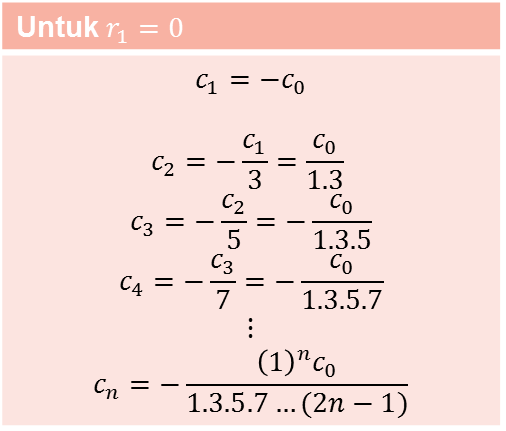 Untuk r₁ = 0
c₁ = −c₀
c₂ = −c₁/3 = c₀/1.3
c₃ = −c₂/5 = −c₀/1.3.5
c₄ = −c₃/7 = −c₀/1.3.5.7
⋮
cₙ = −(1)ⁿc₀/1.3.5.7 … (2n − 1)